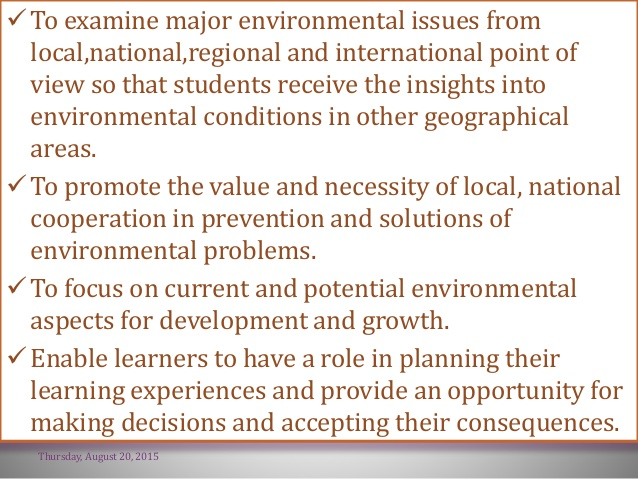 ✓To examine major environmental issues from
local,national,regional and international point of
view so that students receive the insights into
environmental conditions in other geographical
areas.
✓To promote the value and necessity of local, national
cooperation in prevention and solutions of
environmental problems.
✓To focus on current and potential environmental
aspects for development and growth.
✓Enable learners to have a role in planning their
learning experiences and provide an opportunity for
making decisions and accepting their consequences.
Thursday, August 20, 2015